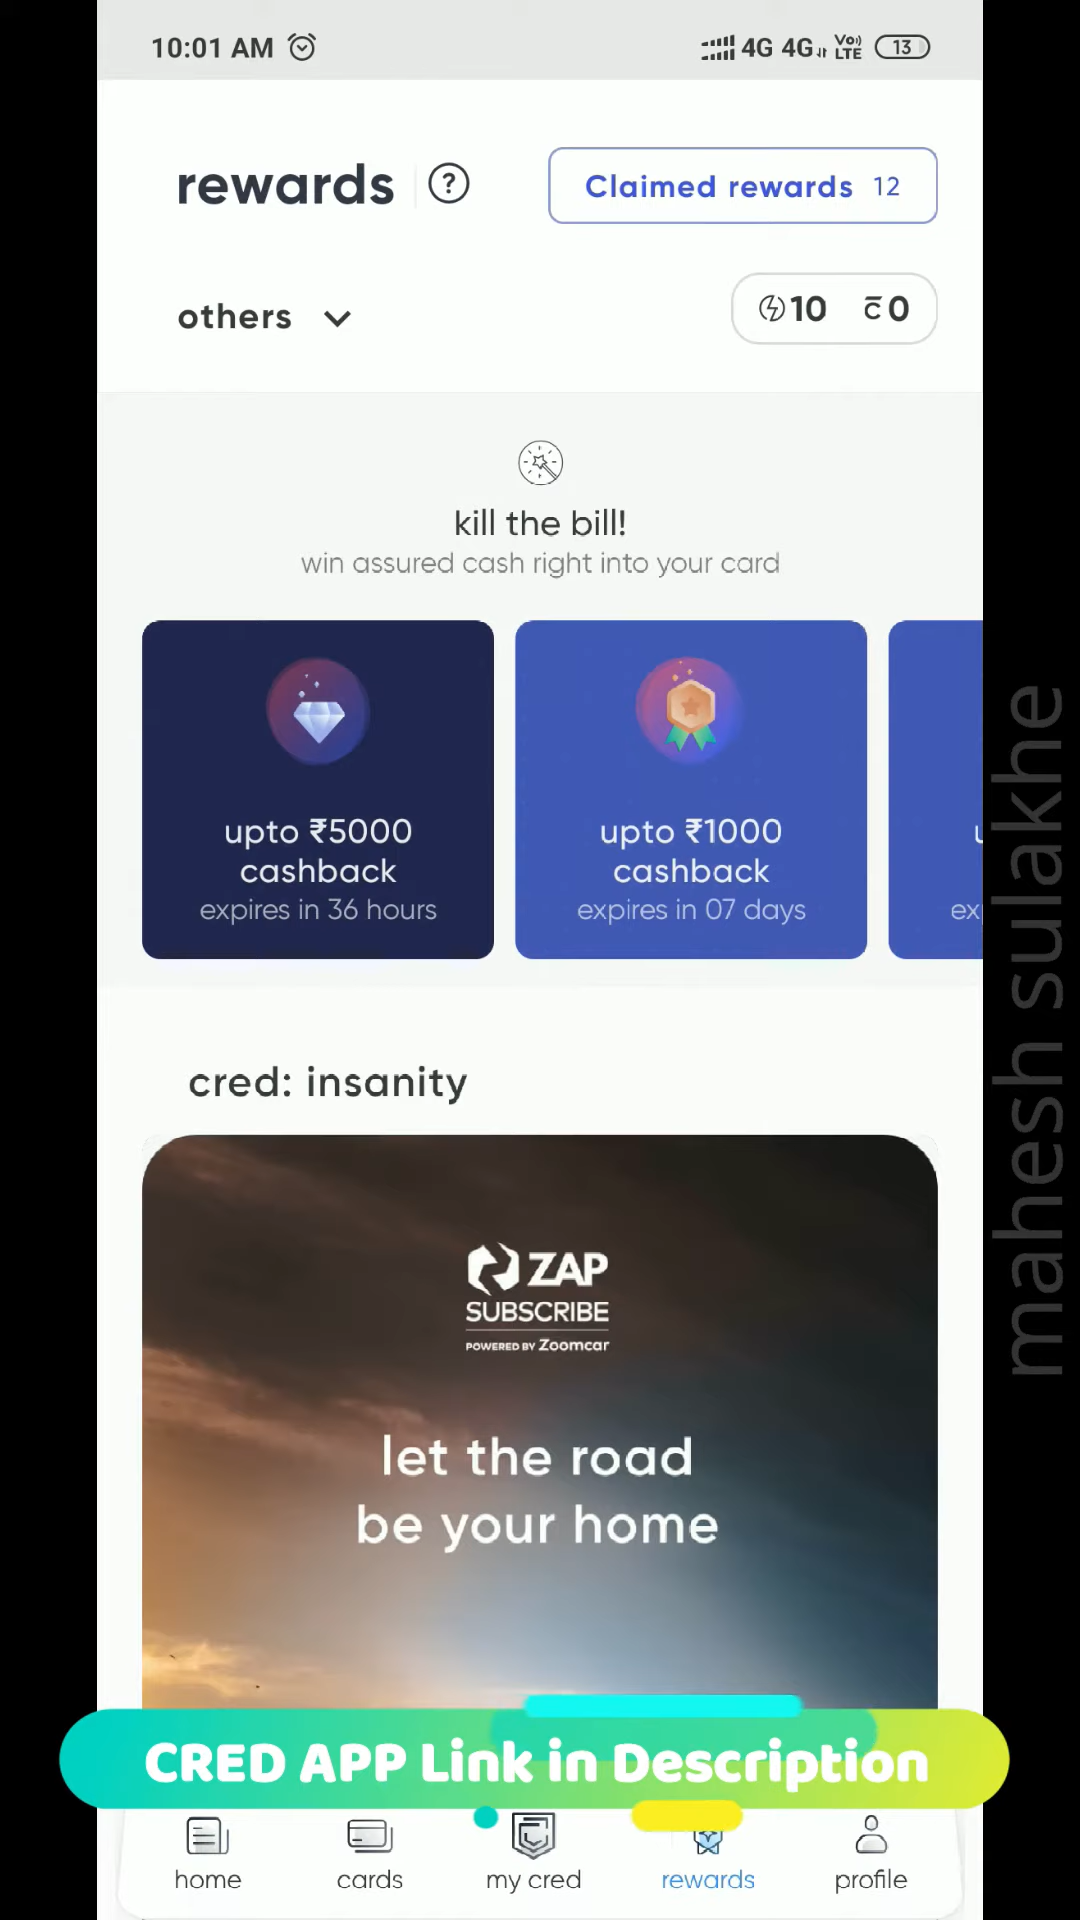 10:01 AM 4G 4G Vo) LTE 13
rewards ? Claimed rewards 12
others 10 c 0
kill the bill!
win assured cash right into your card
upto ₹5000
cashback
expires in 36 hours
upto ₹1000
cashback
expires in 07 days
ex
cred: insanity
ZAP
SUBSCRIBE
POWERED BY Zoomcar
let the road
be your home
CRED APP Link in Description
home cards my cred rewards profile
mahesh sulakhe